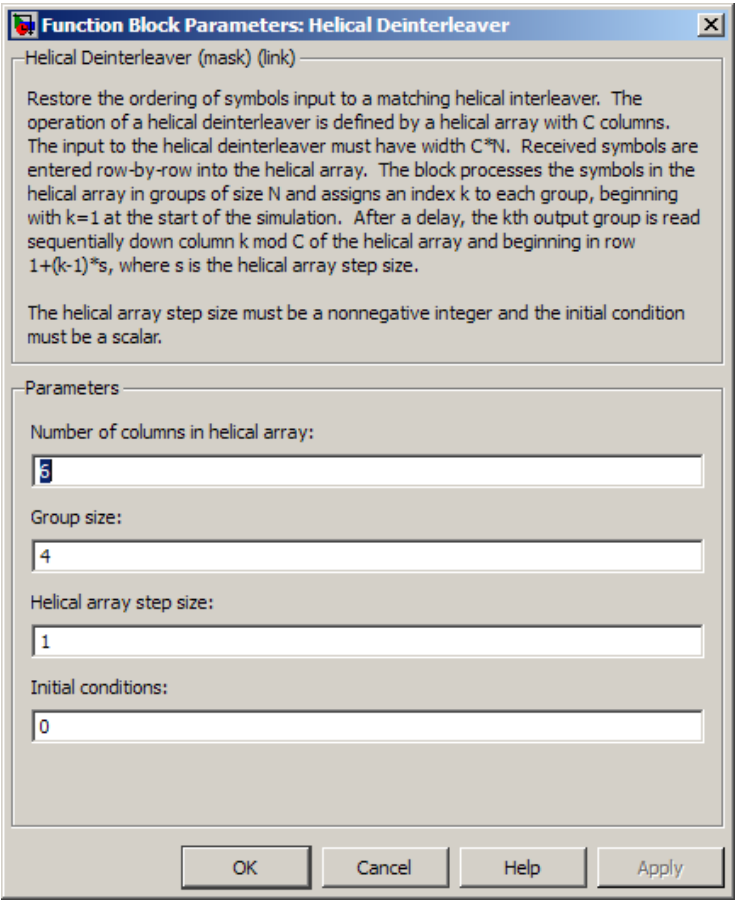 Function Block Parameters: Helical Deinterleaver
Helical Deinterleaver (mask) (link)
Restore the ordering of symbols input to a matching helical interleaver. The
operation of a helical deinterleaver is defined by a helical array with C columns.
The input to the helical deinterleaver must have width C*N. Received symbols are
entered row-by-row into the helical array. The block processes the symbols in the
helical array in groups of size N and assigns an index k to each group, beginning
with k=1 at the start of the simulation. After a delay, the kth output group is read
sequentially down column k mod C of the helical array and beginning in row
1+(k-1)*s, where s is the helical array step size.
The helical array step size must be a nonnegative integer and the initial condition
must be a scalar.
Parameters
Number of columns in helical array:
6
Group size:
4
Helical array step size:
1
Initial conditions:
0
OK Cancel Help Apply